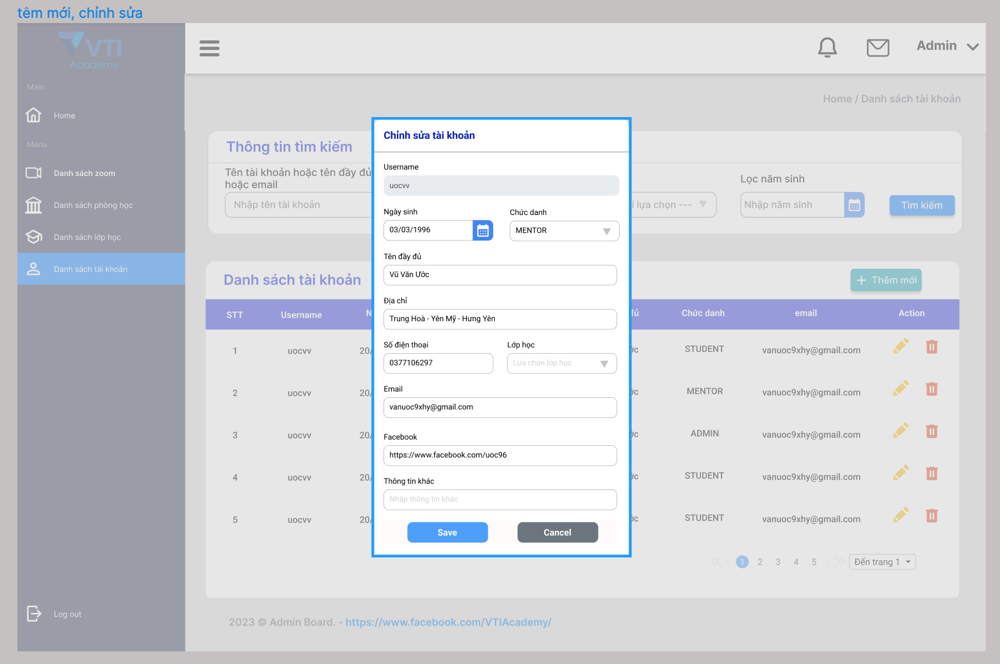 têm mới, chỉnh sửa
VTI
Academy
Admin
Main
Home
Menu
Danh sách zoom
Danh sách phòng học
Danh sách lớp học
Danh sách tài khoản
Log out
Home / Danh sách tài khoản
Thông tin tìm kiếm
Tên tài khoản hoặc tên đầy đủ
hoặc email
Nhập tên tài khoản
lựa chọn ---
Lọc năm sinh
Nhập năm sinh
Tìm kiếm
Chỉnh sửa tài khoản
Username
uocvv
Ngày sinh
Chức danh
03/03/1996
MENTOR
Tên đầy đủ
Vũ Văn Ước
Địa chỉ
Trung Hoà - Yên Mỹ - Hưng Yên
Số điện thoại
Lớp học
0377106297
Lựa chọn lớp học
Email
vanuoc9xhy@gmail.com
Facebook
https://www.facebook.com/uoc96
Thông tin khác
Nhập thông tin khác
Save
Cancel
Danh sách tài khoản
+ Thêm mới
STT Username N Chức danh email Action
1 uocvv 20/ STUDENT vanuoc9xhy@gmail.com
2 uocvv 20/ MENTOR vanuoc9xhy@gmail.com
3 uocvv 20/ ADMIN vanuoc9xhy@gmail.com
4 uocvv 20/ STUDENT vanuoc9xhy@gmail.com
5 uocvv 20/ STUDENT vanuoc9xhy@gmail.com
1 2 3 4 5 Đến trang 1
2023 © Admin Board. - https://www.facebook.com/VTIAcademy/